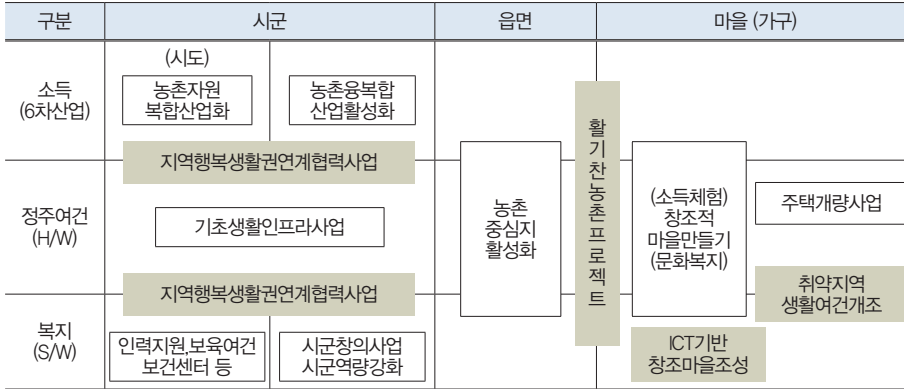 구분
시군
읍면
마을 (가구)
소득
(6차산업)
(시도)
농촌자원
복합산업화
농촌융복합
산업활성화
지역행복생활권연계협력사업
정주여건
(H/W)
기초생활인프라사업
지역행복생활권연계협력사업
농촌
중심지
활성화
활기찬농촌프로젝트
(소득체험)
창조적
마을만들기
(문화복지)
주택개량사업
취약지역
생활여건개조
복지
(S/W)
인력지원,보육여건
보건센터 등
시군창의사업
시군역량강화
ICT기반
창조마을조성